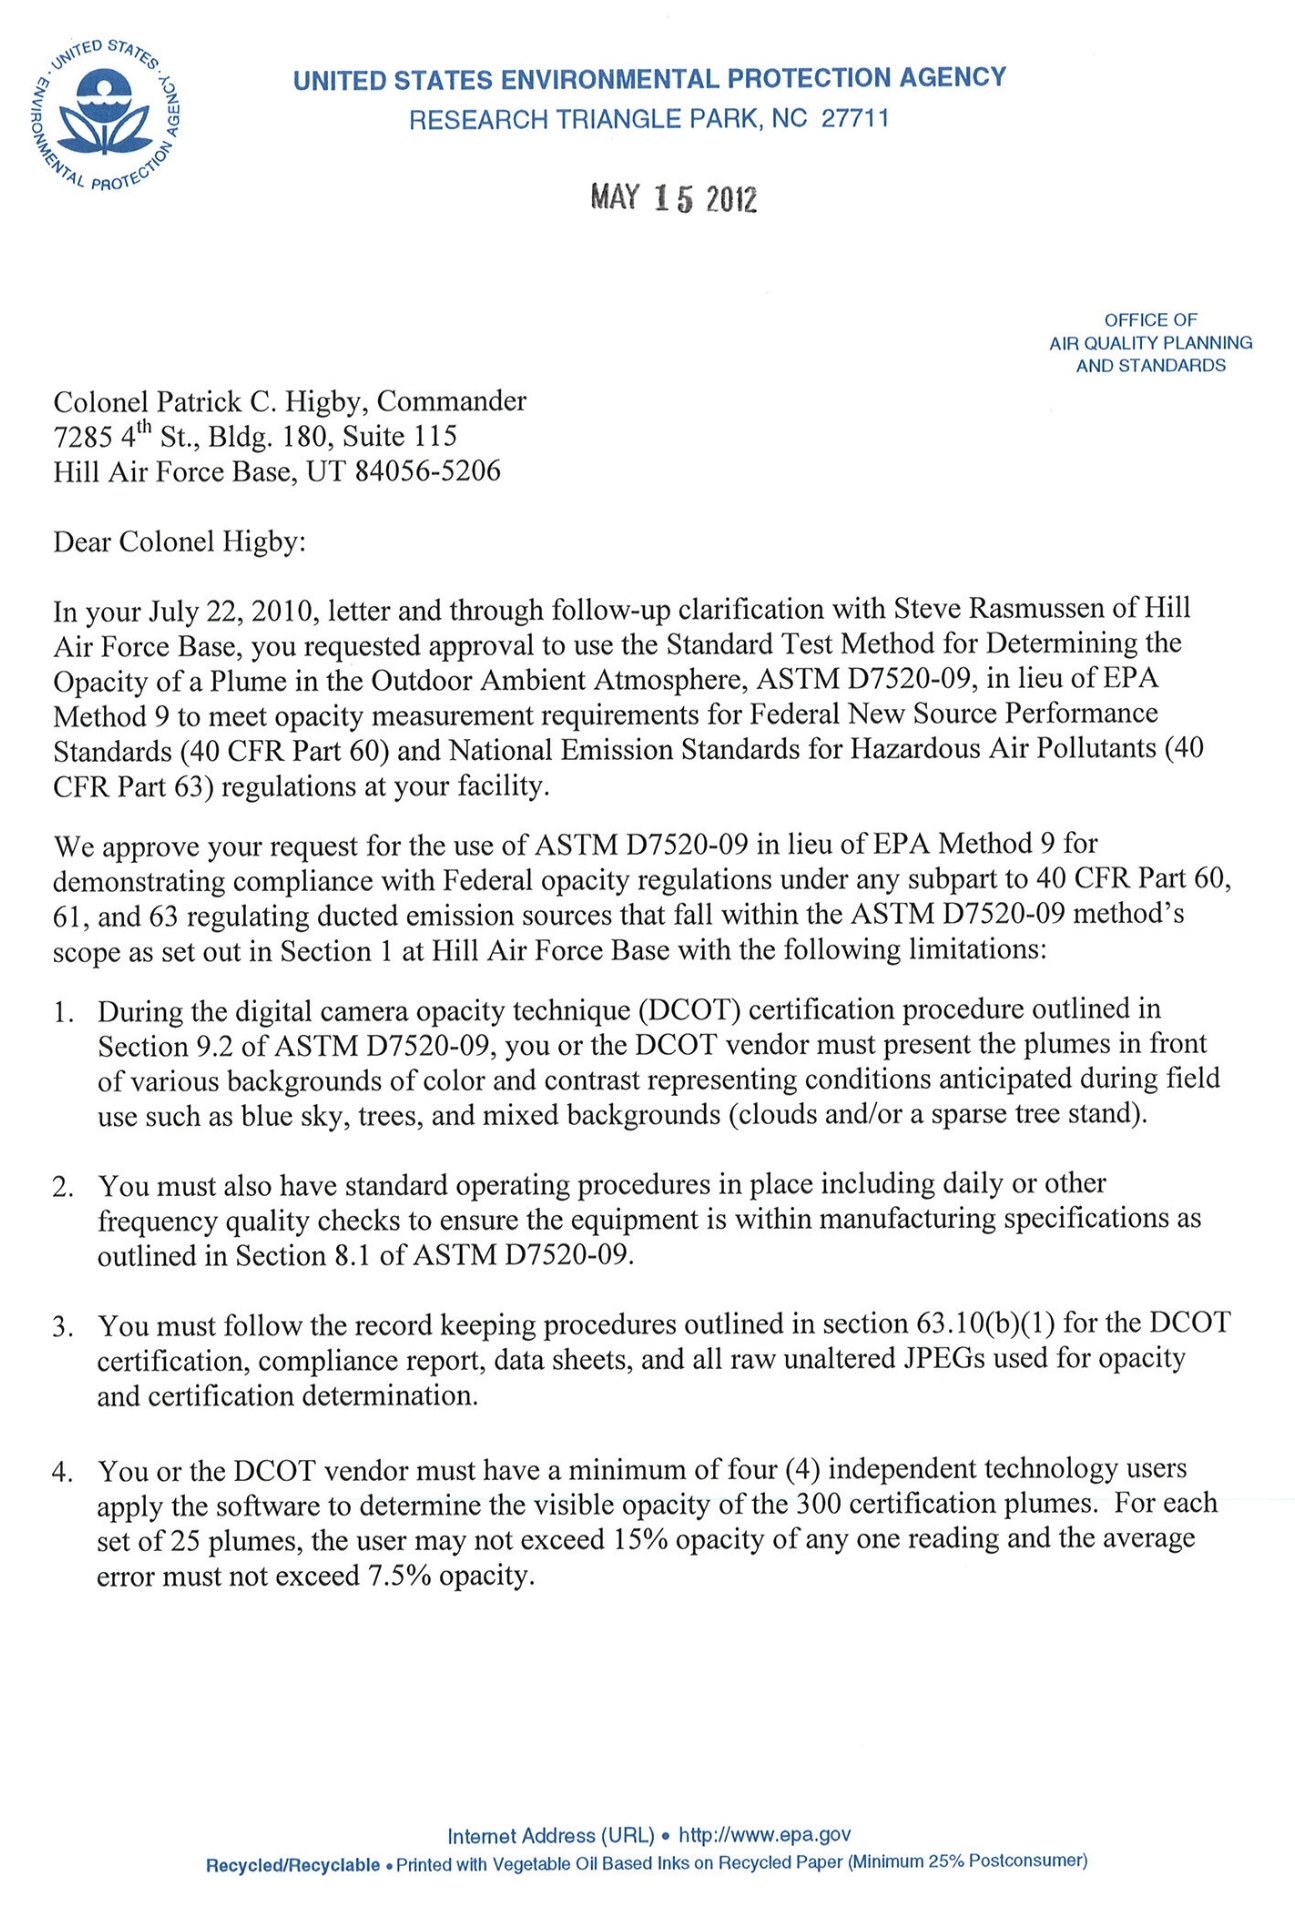 UNITED STATES ENVIRONMENTAL PROTECTION AGENCY
UNITED STATES ENVIRONMENTAL PROTECTION AGENCY
RESEARCH TRIANGLE PARK, NC 27711
MAY 15 2012
OFFICE OF
AIR QUALITY PLANNING
AND STANDARDS
Colonel Patrick C. Higby, Commander
7285 4th St., Bldg. 180, Suite 115
Hill Air Force Base, UT 84056-5206
Dear Colonel Higby:
In your July 22, 2010, letter and through follow-up clarification with Steve Rasmussen of Hill
Air Force Base, you requested approval to use the Standard Test Method for Determining the
Opacity of a Plume in the Outdoor Ambient Atmosphere, ASTM D7520-09, in lieu of EPA
Method 9 to meet opacity measurement requirements for Federal New Source Performance
Standards (40 CFR Part 60) and National Emission Standards for Hazardous Air Pollutants (40
CFR Part 63) regulations at your facility.
We approve your request for the use of ASTM D7520-09 in lieu of EPA Method 9 for
demonstrating compliance with Federal opacity regulations under any subpart to 40 CFR Part 60,
61, and 63 regulating ducted emission sources that fall within the ASTM D7520-09 method's
scope as set out in Section 1 at Hill Air Force Base with the following limitations:
1. During the digital camera opacity technique (DCOT) certification procedure outlined in
Section 9.2 of ASTM D7520-09, you or the DCOT vendor must present the plumes in front
of various backgrounds of color and contrast representing conditions anticipated during field
use such as blue sky, trees, and mixed backgrounds (clouds and/or a sparse tree stand).
2. You must also have standard operating procedures in place including daily or other
frequency quality checks to ensure the equipment is within manufacturing specifications as
outlined in Section 8.1 of ASTM D7520-09.
3. You must follow the record keeping procedures outlined in section 63.10(b)(1) for the DCOT
certification, compliance report, data sheets, and all raw unaltered JPEGs used for opacity
and certification determination.
4. You or the DCOT vendor must have a minimum of four (4) independent technology users
apply the software to determine the visible opacity of the 300 certification plumes. For each
set of 25 plumes, the user may not exceed 15% opacity of any one reading and the average
error must not exceed 7.5% opacity.
Internet Address (URL) • http://www.epa.gov
Recycled/Recyclable • Printed with Vegetable Oil Based Inks on Recycled Paper (Minimum 25% Postconsumer)